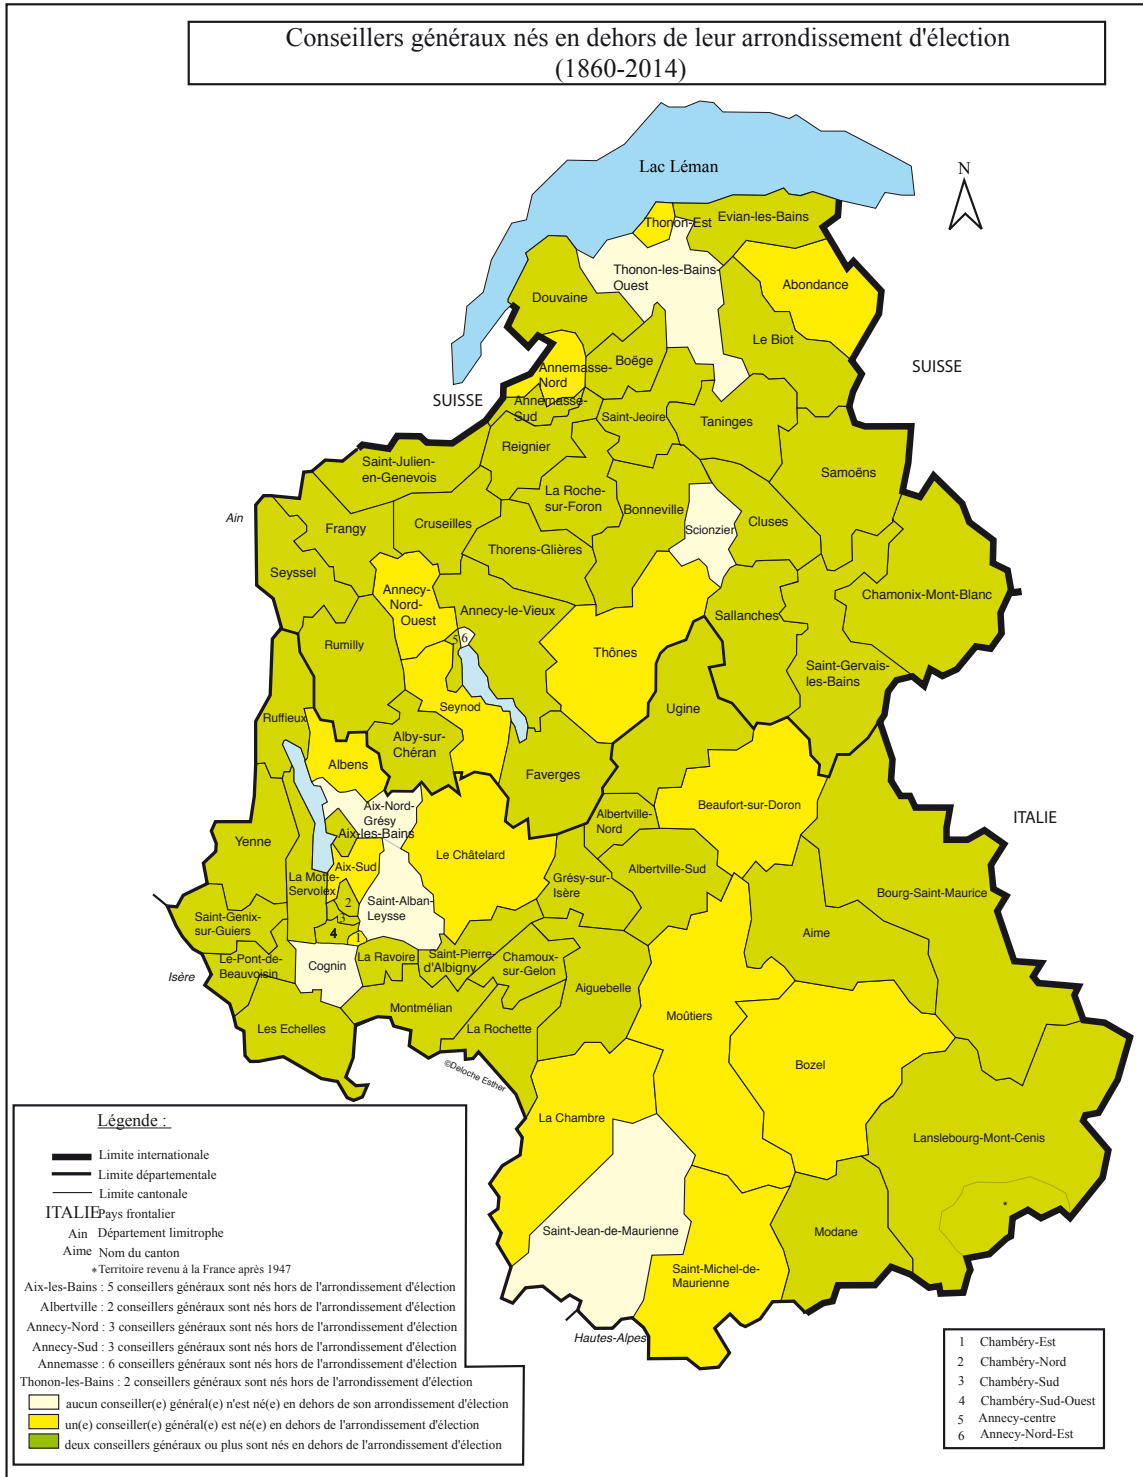 Conseillers généraux nés en dehors de leur arrondissement d'élection
(1860-2014)
Lac Léman
N
Thonon-Est
Evian-les-Bains
Thonon-les-Bains-
Ouest
Abondance
Douvaine
Le Biot
SUISSE
Boëge
Annemasse-
Nord
SUISSE
Annemasse-
Sud
Saint-Jeoire
Taninges
Reignier
Saint-Julien-
en-Genevois
Samoëns
La Roche-
sur-Foron
Bonneville
Cluses
Scionzier
Ain
Frangy
Cruseilles
Thorens-Glières
Seyssel
Annecy-
Nord-
Ouest
Annecy-le-Vieux
Chamonix-Mont-Blanc
Sallanches
5
6
Rumilly
Thônes
Saint-Gervais-
les-Bains
Seynod
Ugine
Ruffieux
Alby-sur-
Chéran
Albens
Faverges
Beaufort-sur-Doron
Aix-Nord-
Grésy
Albertville-
Nord
ITALIE
Aix-les-Bains
Yenne
Le Châtelard
Aix-Sud
Albertville-Sud
La Motte-
Servolex
Grésy-sur-
Isère
Bourg-Saint-Maurice
2
Saint-Alban-
Leysse
3
Saint-Genix-
sur-Guiers
4
1
Aime
Le-Pont-de-
Beauvoisin
Cognin
La Ravoire
Saint-Pierre-
d'Albigny
Chamoux-
sur-Gelon
Isère
Aiguebelle
Montmélian
Moûtiers
Les Echelles
La Rochette
Bozel
©Deloche Esther
La Chambre
Lanslebourg-Mont-Cenis
*
Saint-Jean-de-Maurienne
Modane
Saint-Michel-de-
Maurienne
Hautes-Alpes
Légende :
Limite internationale
Limite départementale
Limite cantonale
ITALIE Pays frontalier
Ain Département limitrophe
Aime Nom du canton
*Territoire revenu à la France après 1947
Aix-les-Bains : 5 conseillers généraux sont nés hors de l'arrondissement d'élection
Albertville : 2 conseillers généraux sont nés hors de l'arrondissement d'élection
Annecy-Nord : 3 conseillers généraux sont nés hors de l'arrondissement d'élection
Annecy-Sud : 3 conseillers généraux sont nés hors de l'arrondissement d'élection
Annemasse : 6 conseillers généraux sont nés hors de l'arrondissement d'élection
Thonon-les-Bains : 2 conseillers généraux sont nés hors de l'arrondissement d'élection
aucun conseiller(e) général(e) n'est né(e) en dehors de son arrondissement d'élection
un(e) conseiller(e) général(e) est né(e) en dehors de l'arrondissement d'élection
deux conseillers généraux ou plus sont nés en dehors de l'arrondissement d'élection
1 Chambéry-Est
2 Chambéry-Nord
3 Chambéry-Sud
4 Chambéry-Sud-Ouest
5 Annecy-centre
6 Annecy-Nord-Est